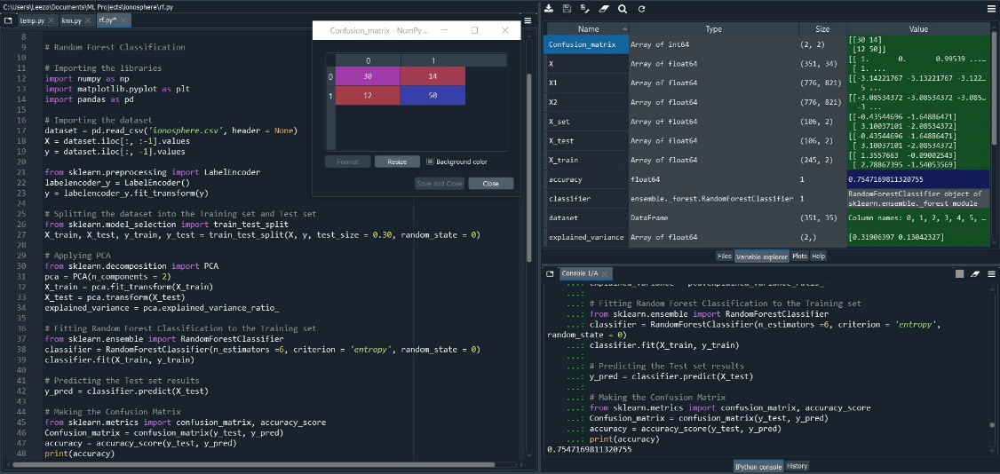 C:\Users\Leeza\Documents\ML Projects\ionosphere\rf.py
temp.py
knn.py
rf.py*
8
9 # Random Forest Classification
10
11 # Importing the libraries
12 import numpy as np
13 import matplotlib.pyplot as plt
14 import pandas as pd
15
16 # Importing the dataset
17 dataset = pd.read_csv('ionosphere.csv', header = None)
18 X = dataset.iloc[:, :-1].values
19 y = dataset.iloc[:, -1].values
20
21 from sklearn.preprocessing import LabelEncoder
22 labelencoder_y = LabelEncoder()
23 y = labelencoder_y.fit_transform(y)
24
25 # Splitting the dataset into the Training set and Test set
26 from sklearn.model_selection import train_test_split
27 X_train, X_test, y_train, y_test = train_test_split(X, y, test_size = 0.30, random_state = 0)
28
29 # Applying PCA
30 from sklearn.decomposition import PCA
31 pca = PCA(n_components = 2)
32 X_train = pca.fit_transform(X_train)
33 X_test = pca.transform(X_test)
34 explained_variance = pca.explained_variance_ratio_
35
36 # Fitting Random Forest Classification to the Training set
37 from sklearn.ensemble import RandomForestClassifier
38 classifier = RandomForestClassifier(n_estimators =6, criterion = 'entropy', random_state = 0)
39 classifier.fit(X_train, y_train)
40
41 # Predicting the Test set results
42 y_pred = classifier.predict(X_test)
43
44 # Making the Confusion Matrix
45 from sklearn.metrics import confusion_matrix, accuracy_score
46 Confusion_matrix = confusion_matrix(y_test, y_pred)
47 accuracy = accuracy_score(y_test, y_pred)
48 print(accuracy)
Confusion_matrix - NumPy ...
0 1
0 30 14
1 12 50
Format Resize Background color
Save and Close Close
Name Type Size Value
Confusion_matrix Array of int64 (2, 2) [[30 14]
[12 50]]
X Array of float64 (351, 34) [[ 1. 0. 0.99539 ...
[ 1. ...
X1 Array of float64 (776, 821) [[-3.14221767 -3.13221767 -3.122...
5 ...
X2 Array of float64 (776, 821) [[-3.08534372 -3.08534372 -3.085...
-3 ...
X_set Array of float64 (106, 2) [[-0.43544696 -1.64886471]
[ 3.10037101 -2.08534372]
X_test Array of float64 (106, 2) [[-0.43544696 -1.64886471]
[ 3.10037101 -2.08534372]
X_train Array of float64 (245, 2) [[ 1.3557663 -0.09002543]
[ 2.78867395 -1.54035569]
accuracy float64 1 0.7547169811320755
classifier ensemble._forest.RandomForestClassifier 1 RandomForestClassifier object of
sklearn.ensemble._forest module
dataset DataFrame (351, 35) Column names: 0, 1, 2, 3, 4, 5, ...
explained_variance Array of float64 (2,) [0.31906397 0.13042327]
Files Variable explorer Plots Help
Console 1/A
...: explained_variance = pca.explained_variance_ratio_
...:
...: # Fitting Random Forest Classification to the Training set
...: from sklearn.ensemble import RandomForestClassifier
...: classifier = RandomForestClassifier(n_estimators =6, criterion = 'entropy',
random_state = 0)
...: classifier.fit(X_train, y_train)
...:
...: # Predicting the Test set results
...: y_pred = classifier.predict(X_test)
...:
...: # Making the Confusion Matrix
...: from sklearn.metrics import confusion_matrix, accuracy_score
...: Confusion_matrix = confusion_matrix(y_test, y_pred)
...: accuracy = accuracy_score(y_test, y_pred)
...: print(accuracy)
0.7547169811320755
IPython console History